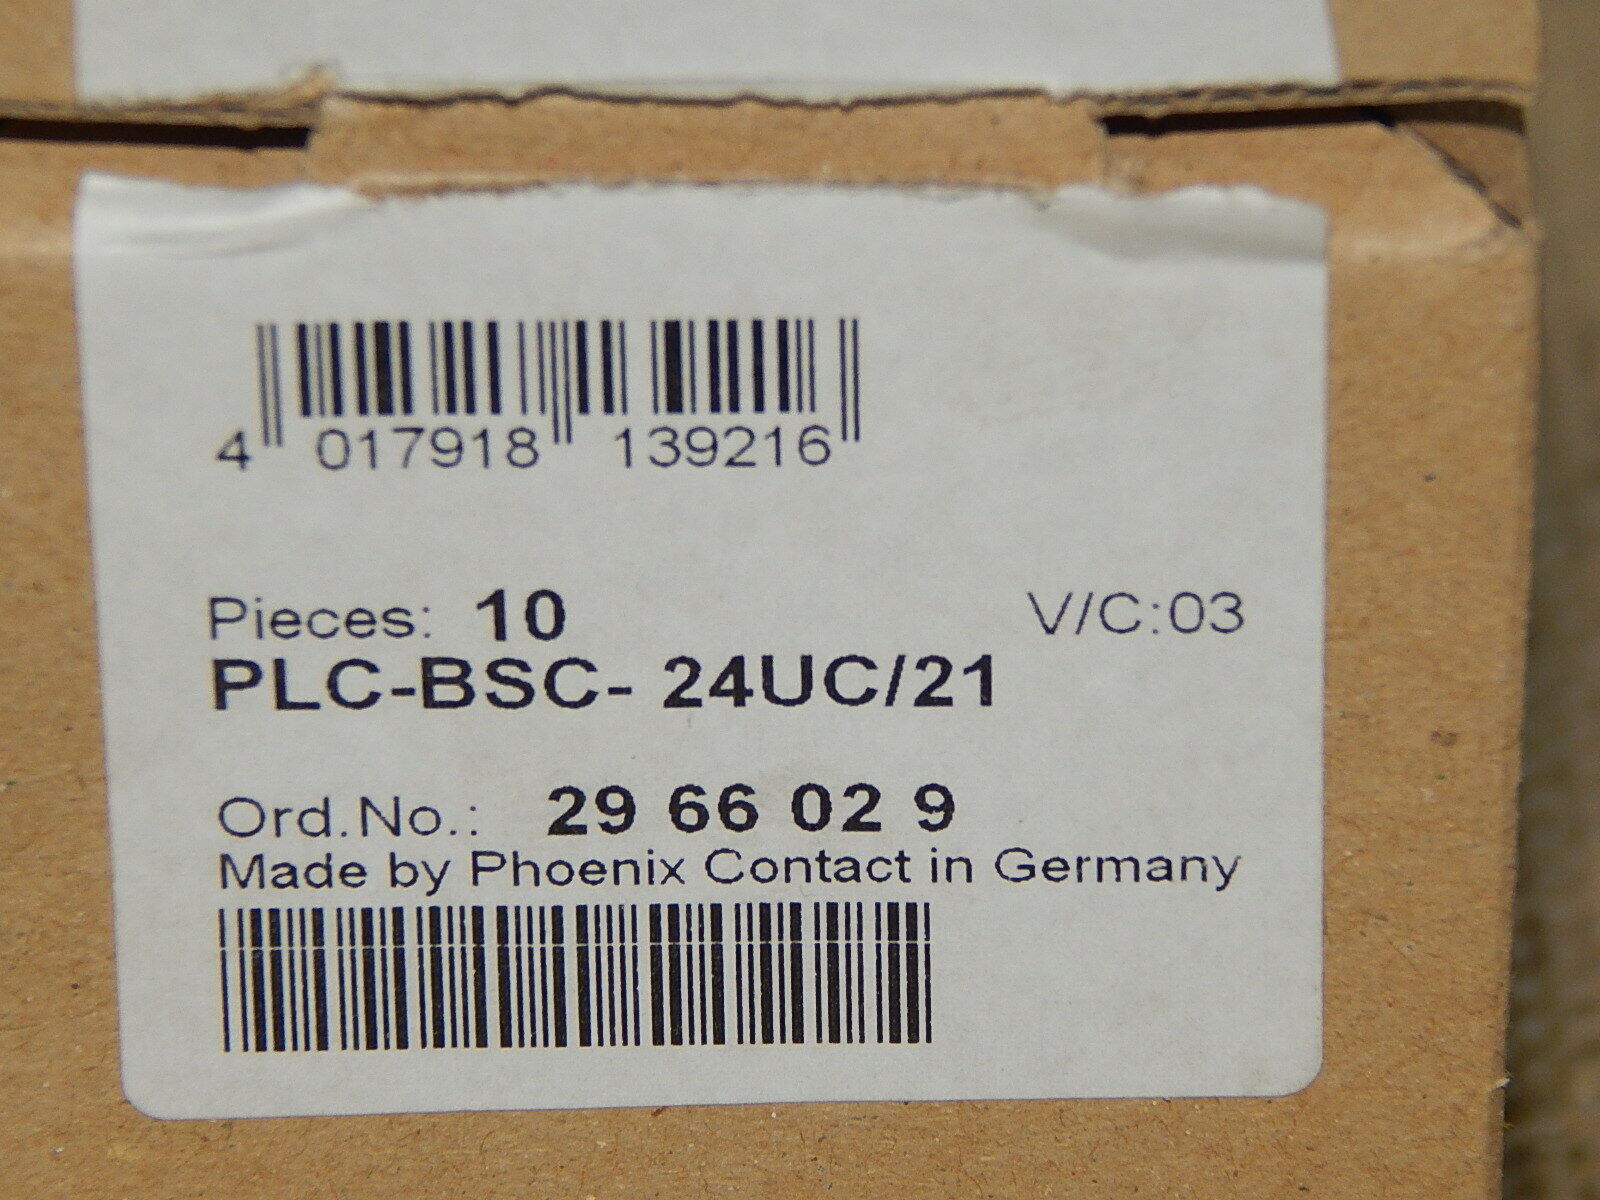 4 017918 139216
Pieces: 10 V/C:03
PLC-BSC- 24UC/21
Ord.No.: 29 66 02 9
Made by Phoenix Contact in Germany